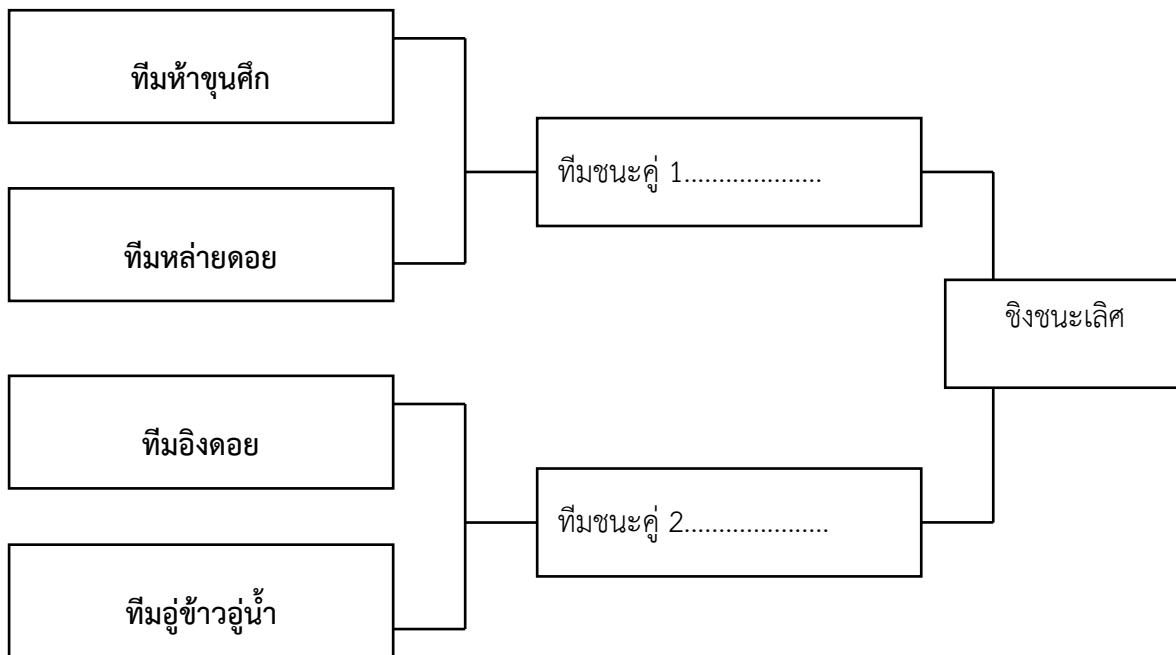 ทีมห้าขุนศึก
ทีมหล่ายดอย
ทีมชนะคู่ 1....................
ชิงชนะเลิศ
ทีมอิงดอย
ทีมอู่ข้าวอู่น้ำ
ทีมชนะคู่ 2.....................